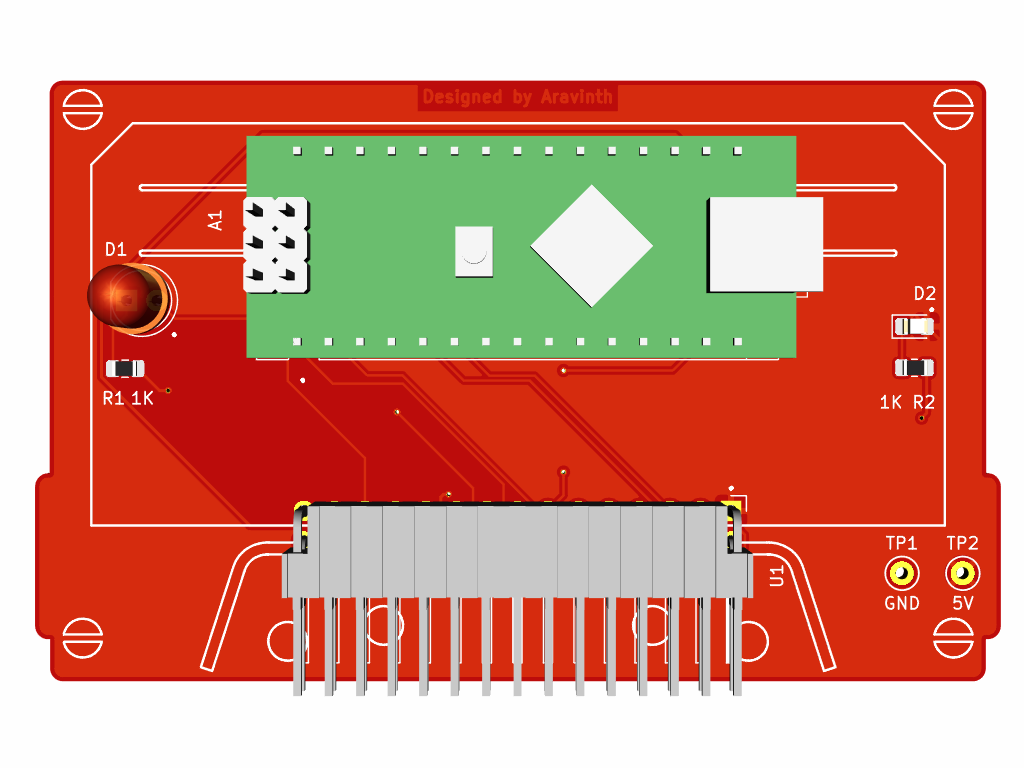 Designed by Aravinth
A1
D1
D2
R1 1K
1K R2
TP1 TP2
U1
GND 5V